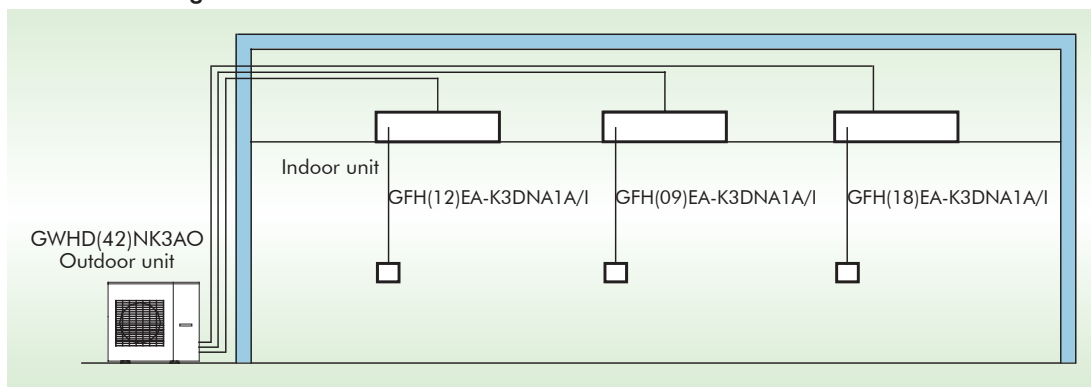 Indoor unit
GFH(12)EA-K3DNA1A/I
GFH(09)EA-K3DNA1A/I
GFH(18)EA-K3DNA1A/I
GWHD(42)NK3AO
Outdoor unit